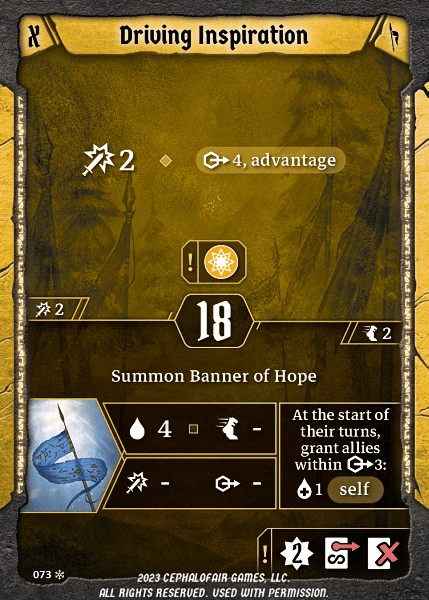 Driving Inspiration
2
4, advantage
!
2
18
2
Summon Banner of Hope
4 -
- -
At the start of
their turns,
grant allies
within 3:
1 self
! 2
073
2023 CEPHALOFAIR GAMES, LLC.
ALL RIGHTS RESERVED. USED WITH PERMISSION.